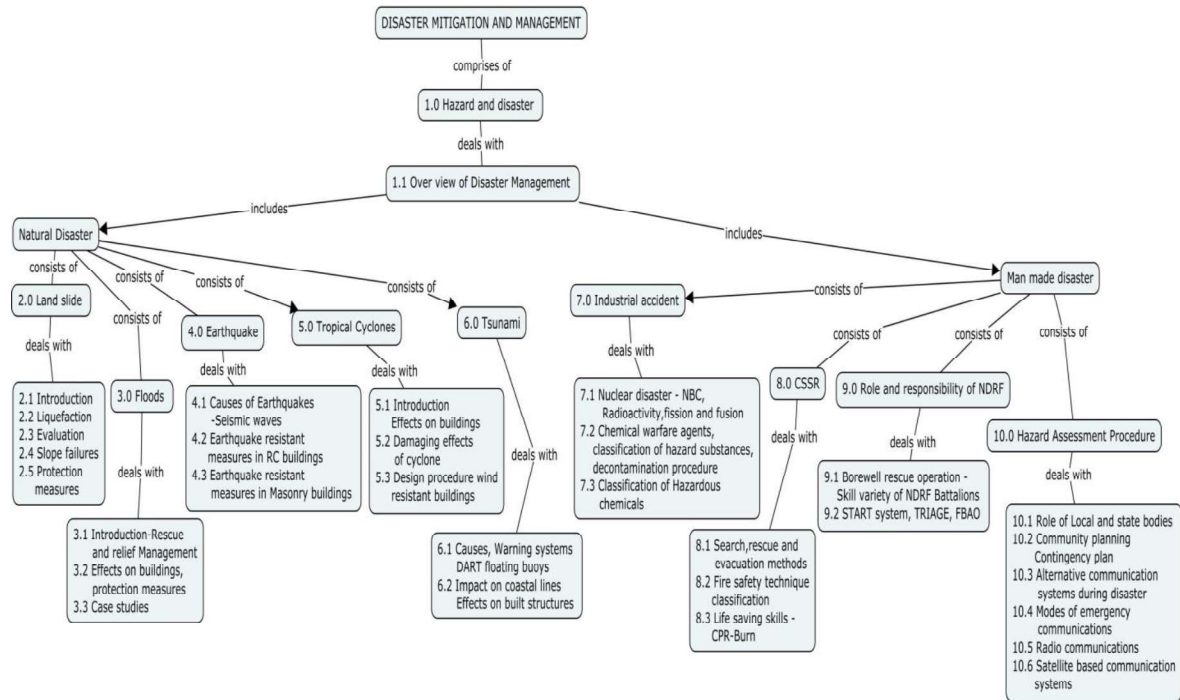 DISASTER MITIGATION AND MANAGEMENT
comprises of
1.0 Hazard and disaster
deals with
1.1 Over view of Disaster Management
includes
includes
Natural Disaster
Man made disaster
consists of
consists of
consists of
consists of
consists of
consists of
consists of
consists of
consists of
2.0 Land slide
3.0 Floods
4.0 Earthquake
5.0 Tropical Cyclones
6.0 Tsunami
7.0 Industrial accident
8.0 CSSR
9.0 Role and responsibility of NDRF
10.0 Hazard Assessment Procedure
deals with
2.1 Introduction
2.2 Liquefaction
2.3 Evaluation
2.4 Slope failures
2.5 Protection
measures
deals with
3.1 Introduction-Rescue
and relief Management
3.2 Effects on buildings,
protection measures
3.3 Case studies
deals with
4.1 Causes of Earthquakes
-Seismic waves
4.2 Earthquake resistant
measures in RC buildings
4.3 Earthquake resistant
measures in Masonry buildings
deals with
5.1 Introduction
Effects on buildings
5.2 Damaging effects
of cyclone
5.3 Design procedure wind
resistant buildings
deals with
6.1 Causes, Warning systems
DART floating buoys
6.2 Impact on coastal lines
Effects on built structures
deals with
7.1 Nuclear disaster - NBC,
Radioactivity,fission and fusion
7.2 Chemical warfare agents,
classification of hazard substances,
decontamination procedure
7.3 Classification of Hazardous
chemicals
deals with
8.1 Search,rescue and
evacuation methods
8.2 Fire safety technique
classification
8.3 Life saving skills -
CPR-Burn
deals with
9.1 Borewell rescue operation -
Skill variety of NDRF Battalions
9.2 START system, TRIAGE, FBAO
deals with
10.1 Role of Local and state bodies
10.2 Community planning
Contingency plan
10.3 Alternative communication
systems during disaster
10.4 Modes of emergency
communications
10.5 Radio communications
10.6 Satellite based communication
systems